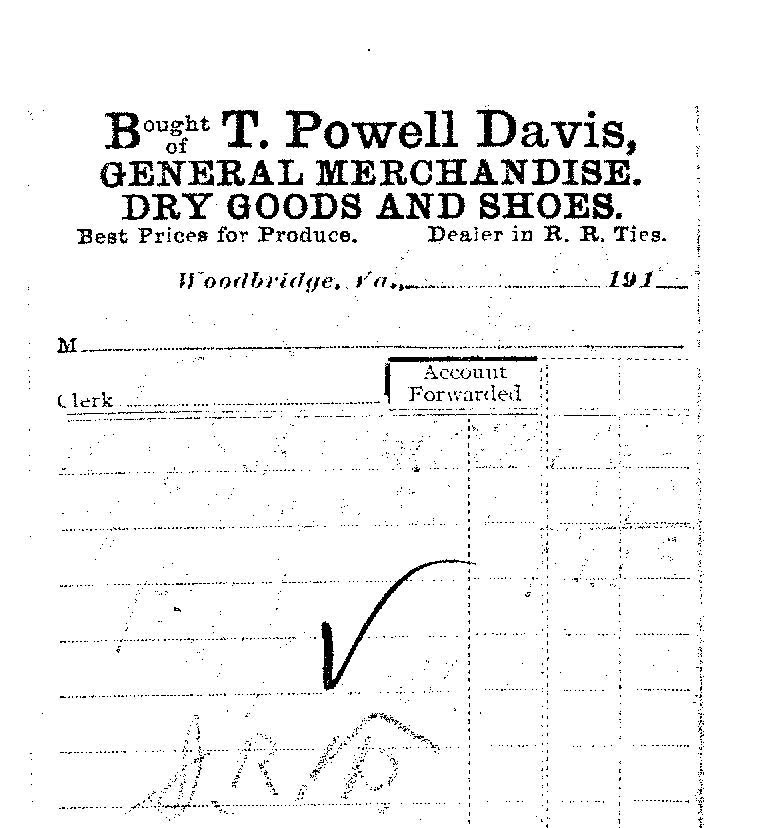 Bought of T. Powell Davis,
GENERAL MERCHANDISE.
DRY GOODS AND SHOES.
Best Prices for Produce. Dealer in R. R. Ties.
Woodbridge, Va., 191
M
Clerk
Account
Forwarded